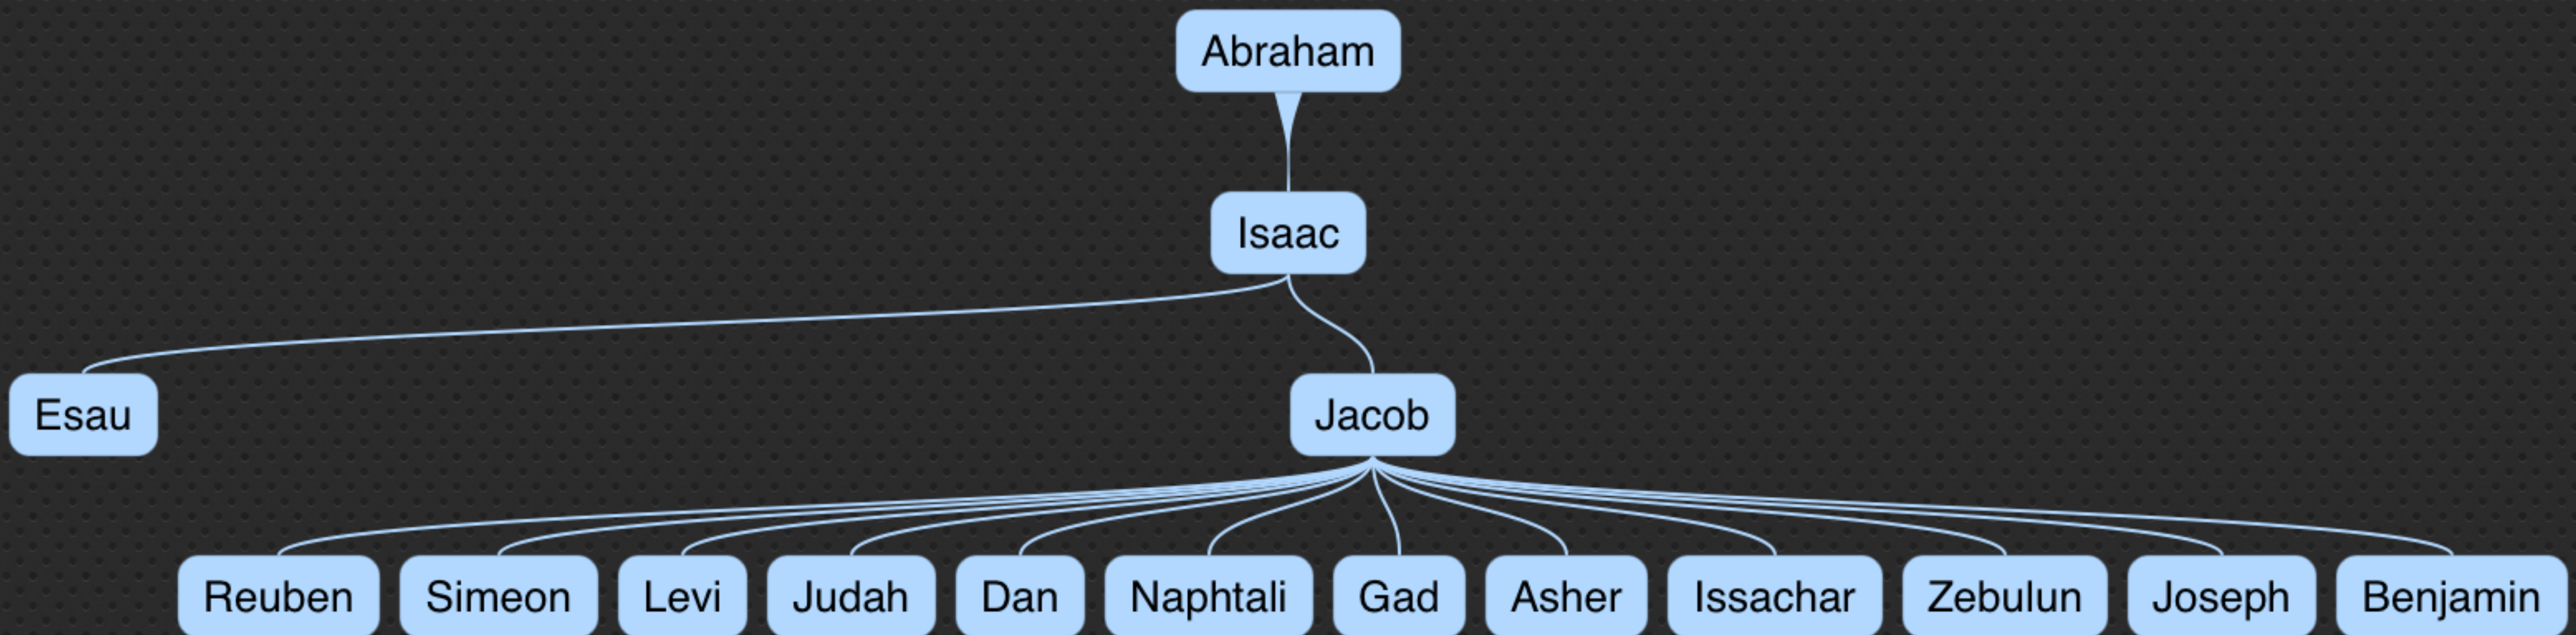 Abraham
Isaac
Esau
Jacob
Reuben
Simeon
Levi
Judah
Dan
Naphtali
Gad
Asher
Issachar
Zebulun
Joseph
Benjamin